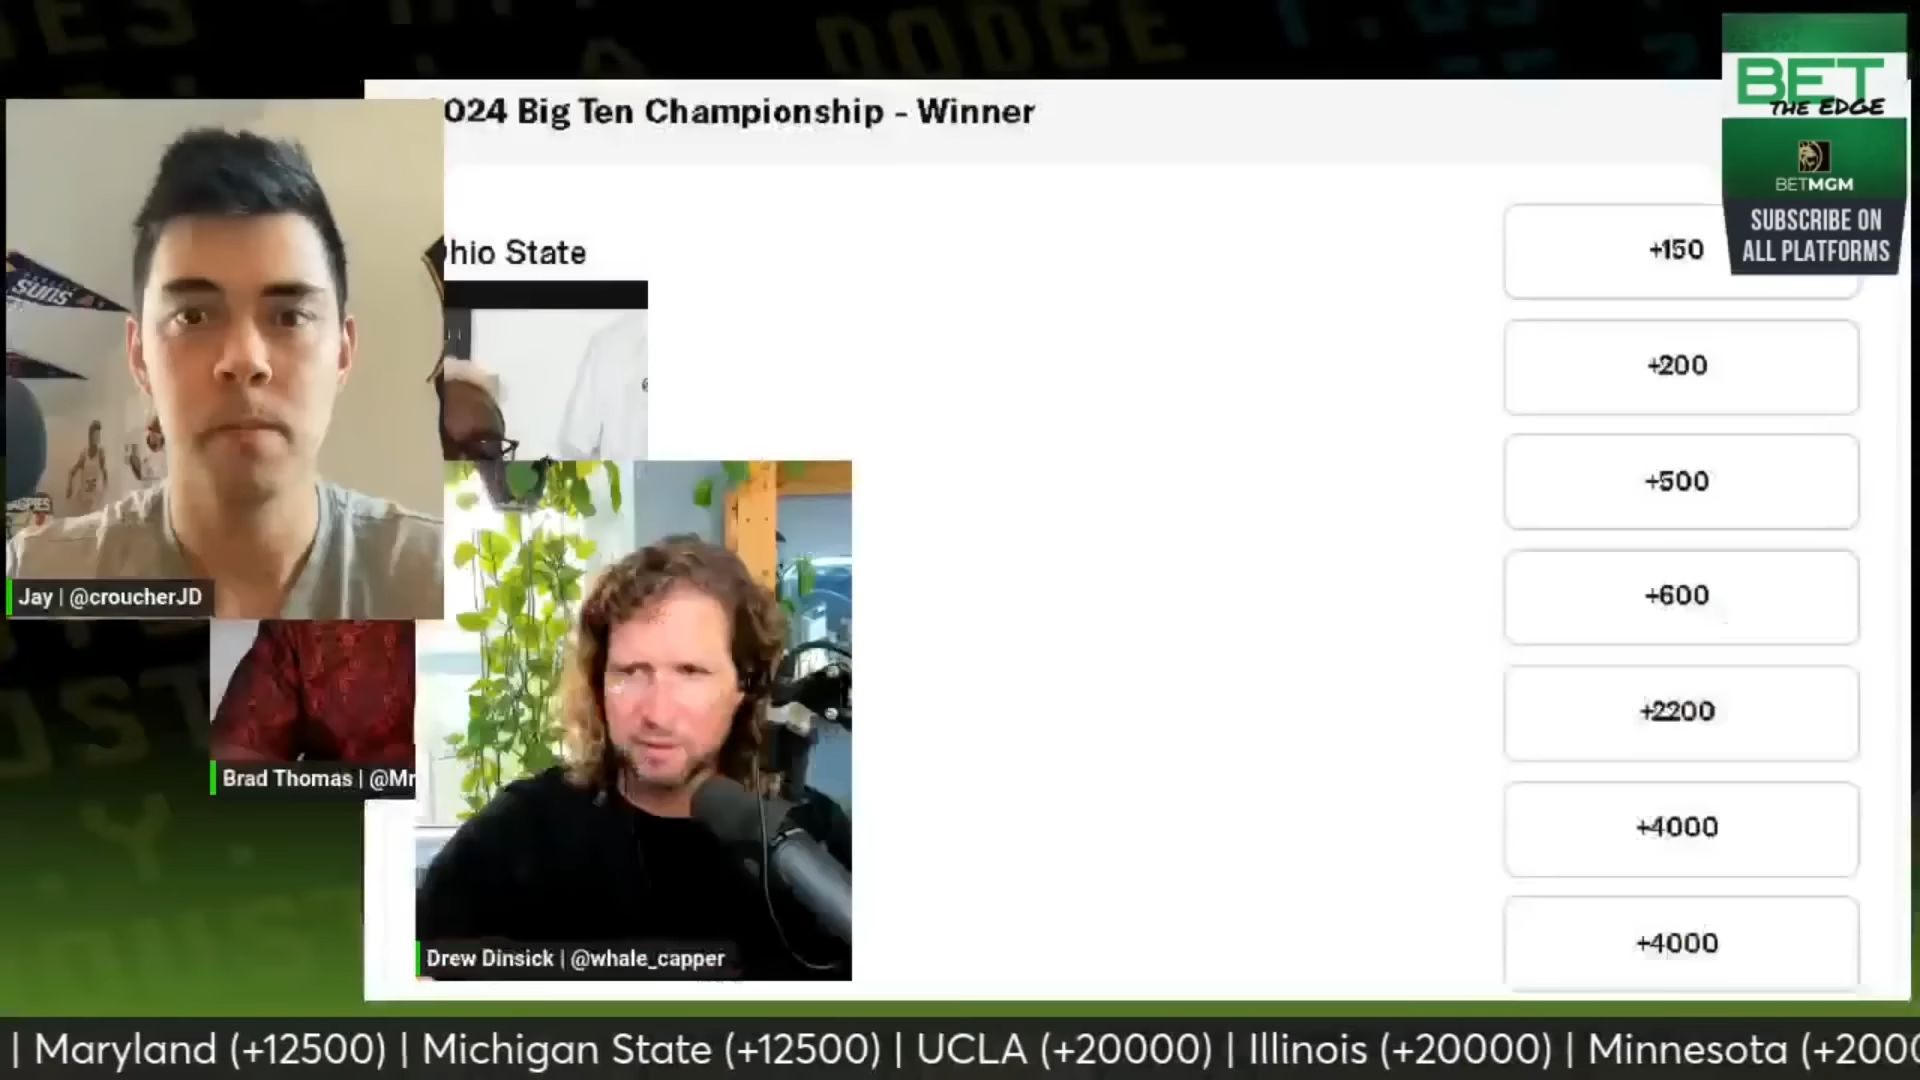 DODGE
024 Big Ten Championship - Winner
BET
THE EDGE
BETMGM
SUBSCRIBE ON
ALL PLATFORMS
hio State
+150
+200
+500
+600
+2200
+4000
+4000
SUNS
Jay | @croucherJD
Brad Thomas | @Mr
Drew Dinsick | @whale_capper
| Maryland (+12500) | Michigan State (+12500) | UCLA (+20000) | Illinois (+20000) | Minnesota (+200